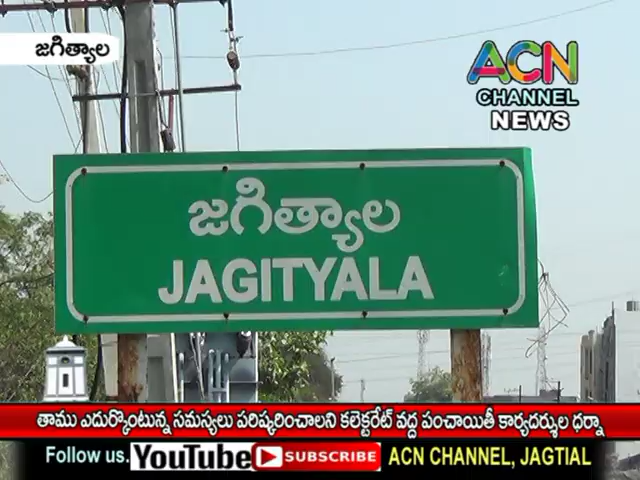 జగిత్యాల
ACN
CHANNEL
NEWS
జగిత్యాల
JAGITYALA
తాము ఎదుర్కొంటున్న సమస్యలు పరిష్కరించాలని కలెక్టరేట్ వద్ద పంచాయితీ కార్యదర్శుల ధర్నా
Follow us. YouTube SUBSCRIBE ACN CHANNEL, JAGTIAL